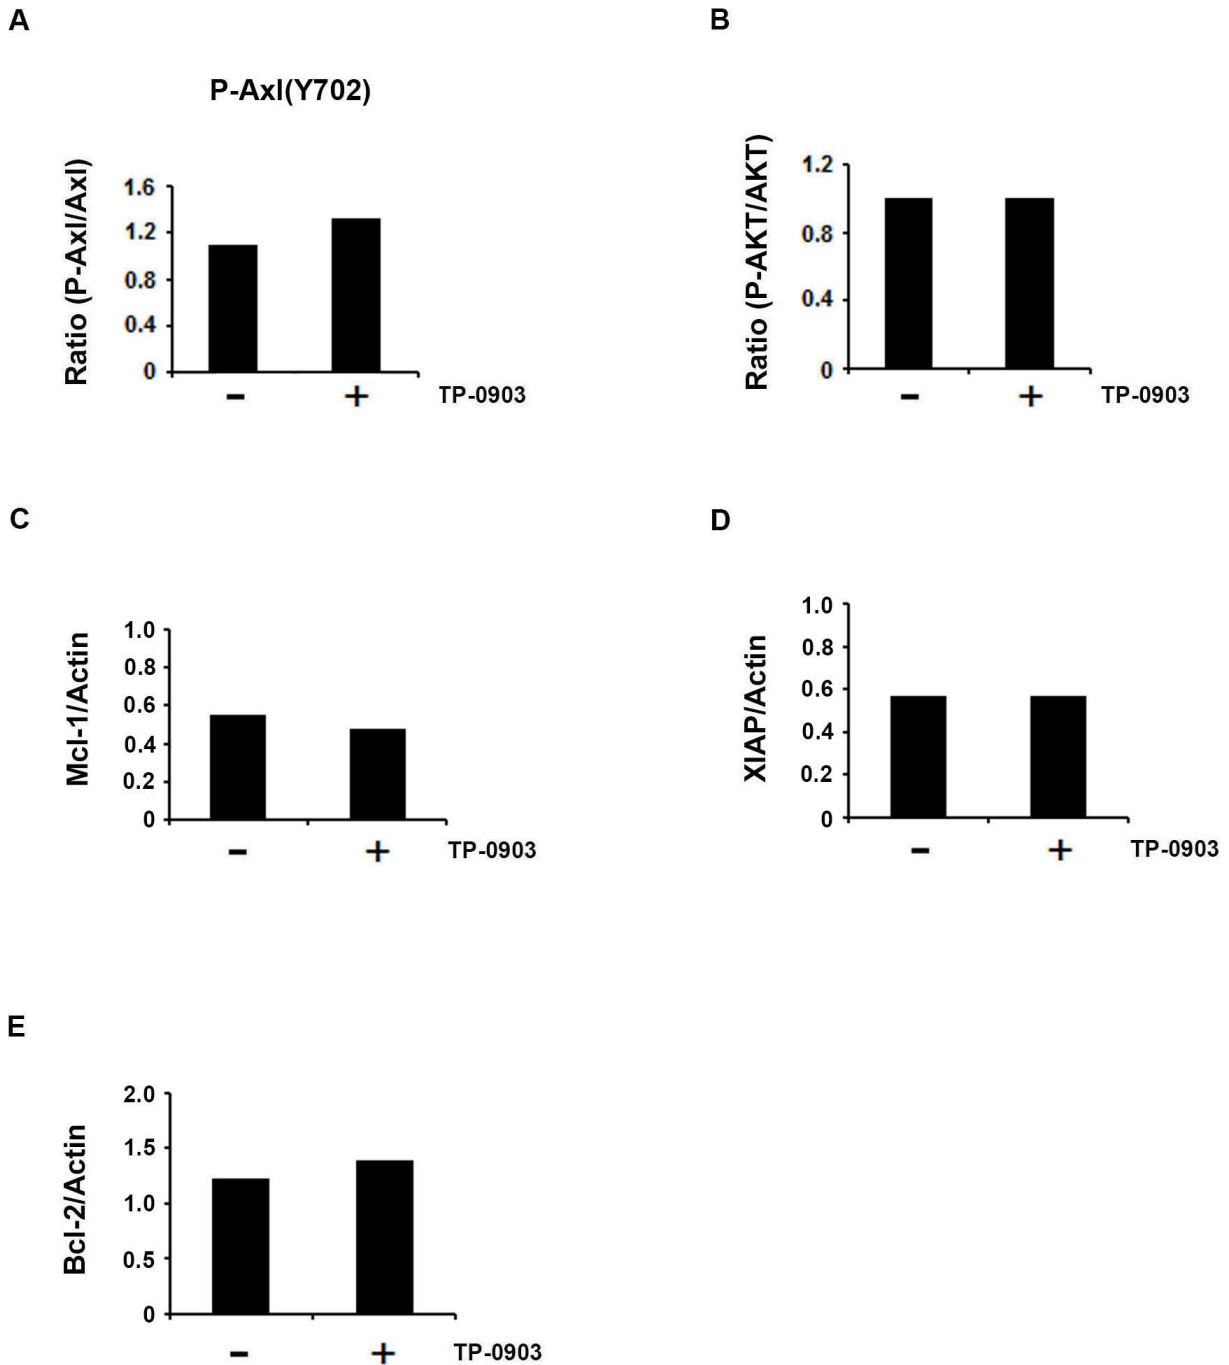 A
P-Axl(Y702)
Ratio (P-Axl/Axl)
1.6
1.2
0.8
0.4
0
–
+
TP-0903
B
Ratio (P-AKT/AKT)
1.2
0.8
0.4
0
–
+
TP-0903
C
Mcl-1/Actin
1.0
0.8
0.6
0.4
0.2
0
–
+
TP-0903
D
XIAP/Actin
1.0
0.8
0.6
0.4
0.2
0
–
+
TP-0903
E
Bcl-2/Actin
2.0
1.5
1.0
0.5
0
–
+
TP-0903